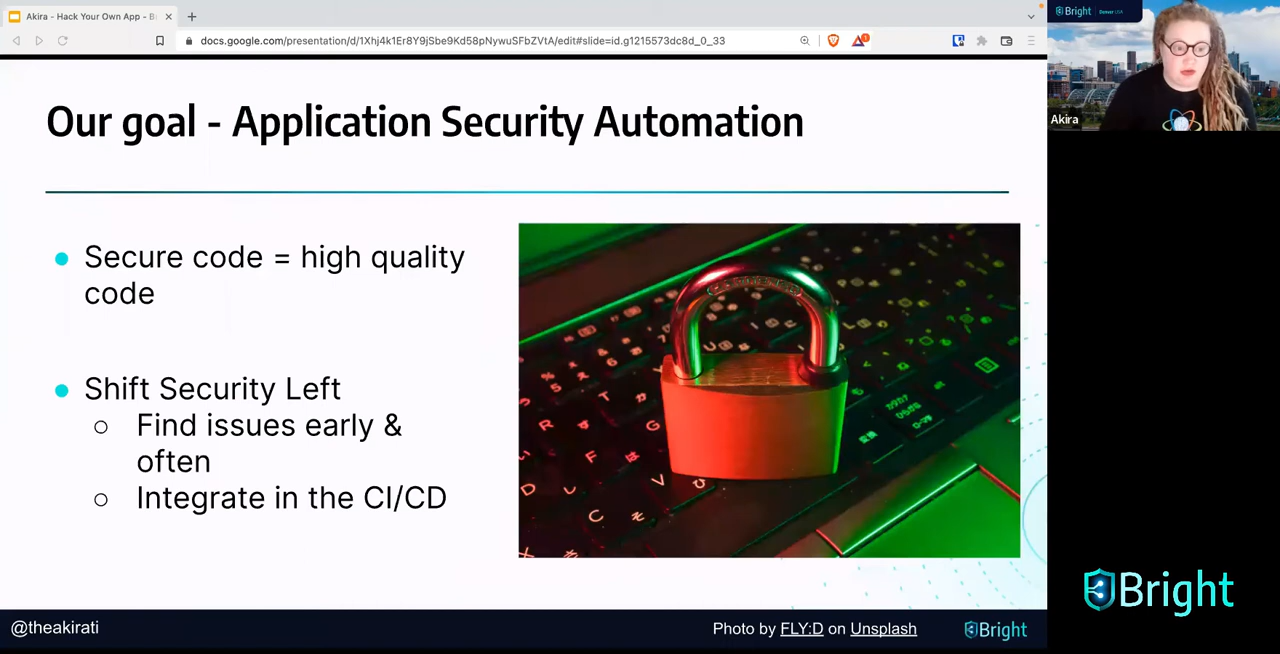 Akira - Hack Your Own App - B
docs.google.com/presentation/d/1Xhj4k1Er8Y9jSbe9Kd58pNywuSFbZVtA/edit#slide=id.g1215573dc8d_0_33
Bright
Denver USA
Akira
Our goal - Application Security Automation
Secure code = high quality
code
Shift Security Left
Find issues early &
often
Integrate in the CI/CD
@theakirati
Photo by FLY:D on Unsplash
Bright
Bright